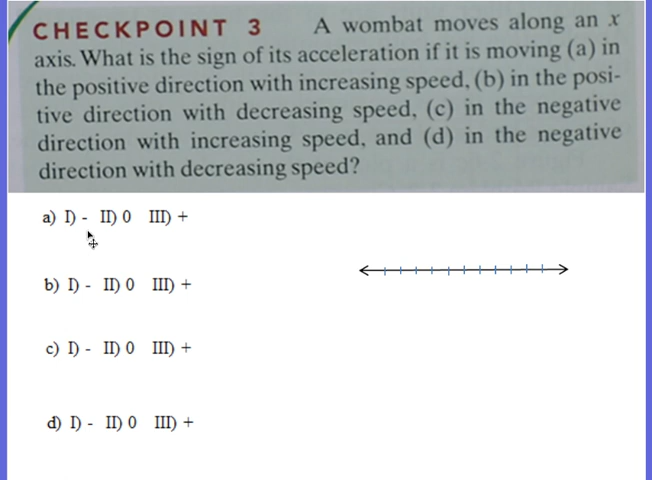 CHECKPOINT 3 A wombat moves along an x
axis. What is the sign of its acceleration if it is moving (a) in
the positive direction with increasing speed, (b) in the posi-
tive direction with decreasing speed, (c) in the negative
direction with increasing speed, and (d) in the negative
direction with decreasing speed?
a) I) - II) 0 III) +
b) I) - II) 0 III) +
c) I) - II) 0 III) +
d) I) - II) 0 III) +